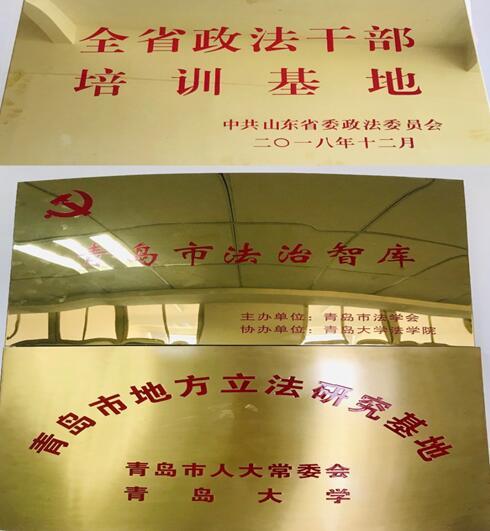 全省政法干部
培训基地
中共山东省委政法委员会
二〇一八年十二月
青岛市法治智库
主办单位：青岛市法学会
协办单位：青岛大学法学院
青岛市地方立法研究基地
青岛市人大常委会
青岛大学